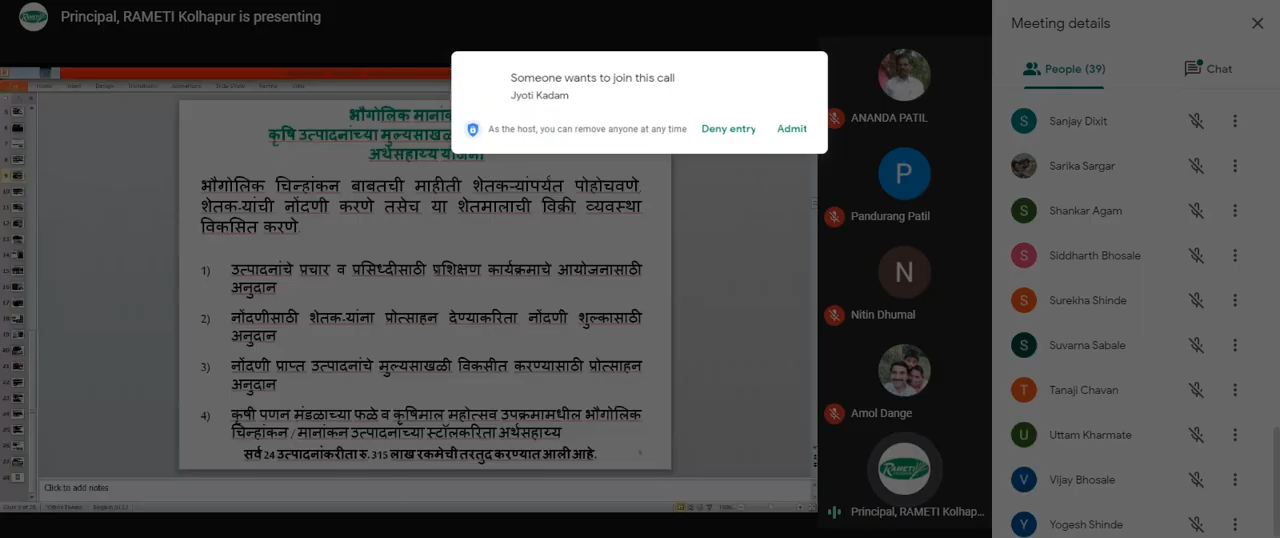 Principal, RAMETI Kolhapur is presenting
Someone wants to join this call
Jyoti Kadam
As the host, you can remove anyone at any time
Deny entry
Admit
भौगोलिक
कृषि उत्पादनांच्या मुल्यसाखळी
अर्थसहाय्य योजना
भौगोलिक चिन्हांकन बाबतची माहीती शेतकऱ्यांपर्यंत पोहोचवणे,
शेतक-यांची नोंदणी करणे तसेच या शेतमालाची विक्री व्यवस्था
विकसित करणे.
1) उत्पादनांचे प्रचार व प्रसिध्दीसाठी प्रशिक्षण कार्यक्रमाचे आयोजनासाठी
अनुदान
2) नोंदणीसाठी शेतक-यांना प्रोत्साहन देण्याकरिता नोंदणी शुल्कासाठी
अनुदान
3) नोंदणी प्राप्त उत्पादनांचे मुल्यसाखळी विकसीत करण्यासाठी प्रोत्साहन
अनुदान
4) कृषी पणन मंडळाच्या फळे व कृषिमाल महोत्सव उपक्रमामधील भौगोलिक
चिन्हांकन / मानांकन उत्पादनांच्या स्टॉलकरिता अर्थसहाय्य
सर्व 24 उत्पादनांकरीता रु. 315 लाख रकमेची तरतुद करण्यात आली आहे.
Click to add notes
ANANDA PATIL
P
Pandurang Patil
N
Nitin Dhumal
Amol Dange
RAMETI
Principal, RAMETI Kolhap...
Meeting details
People (39)
Chat
S Sanjay Dixit
Sarika Sargar
S Shankar Agam
S Siddharth Bhosale
S Surekha Shinde
S Suvarna Sabale
T Tanaji Chavan
U Uttam Kharmate
V Vijay Bhosale
Y Yogesh Shinde